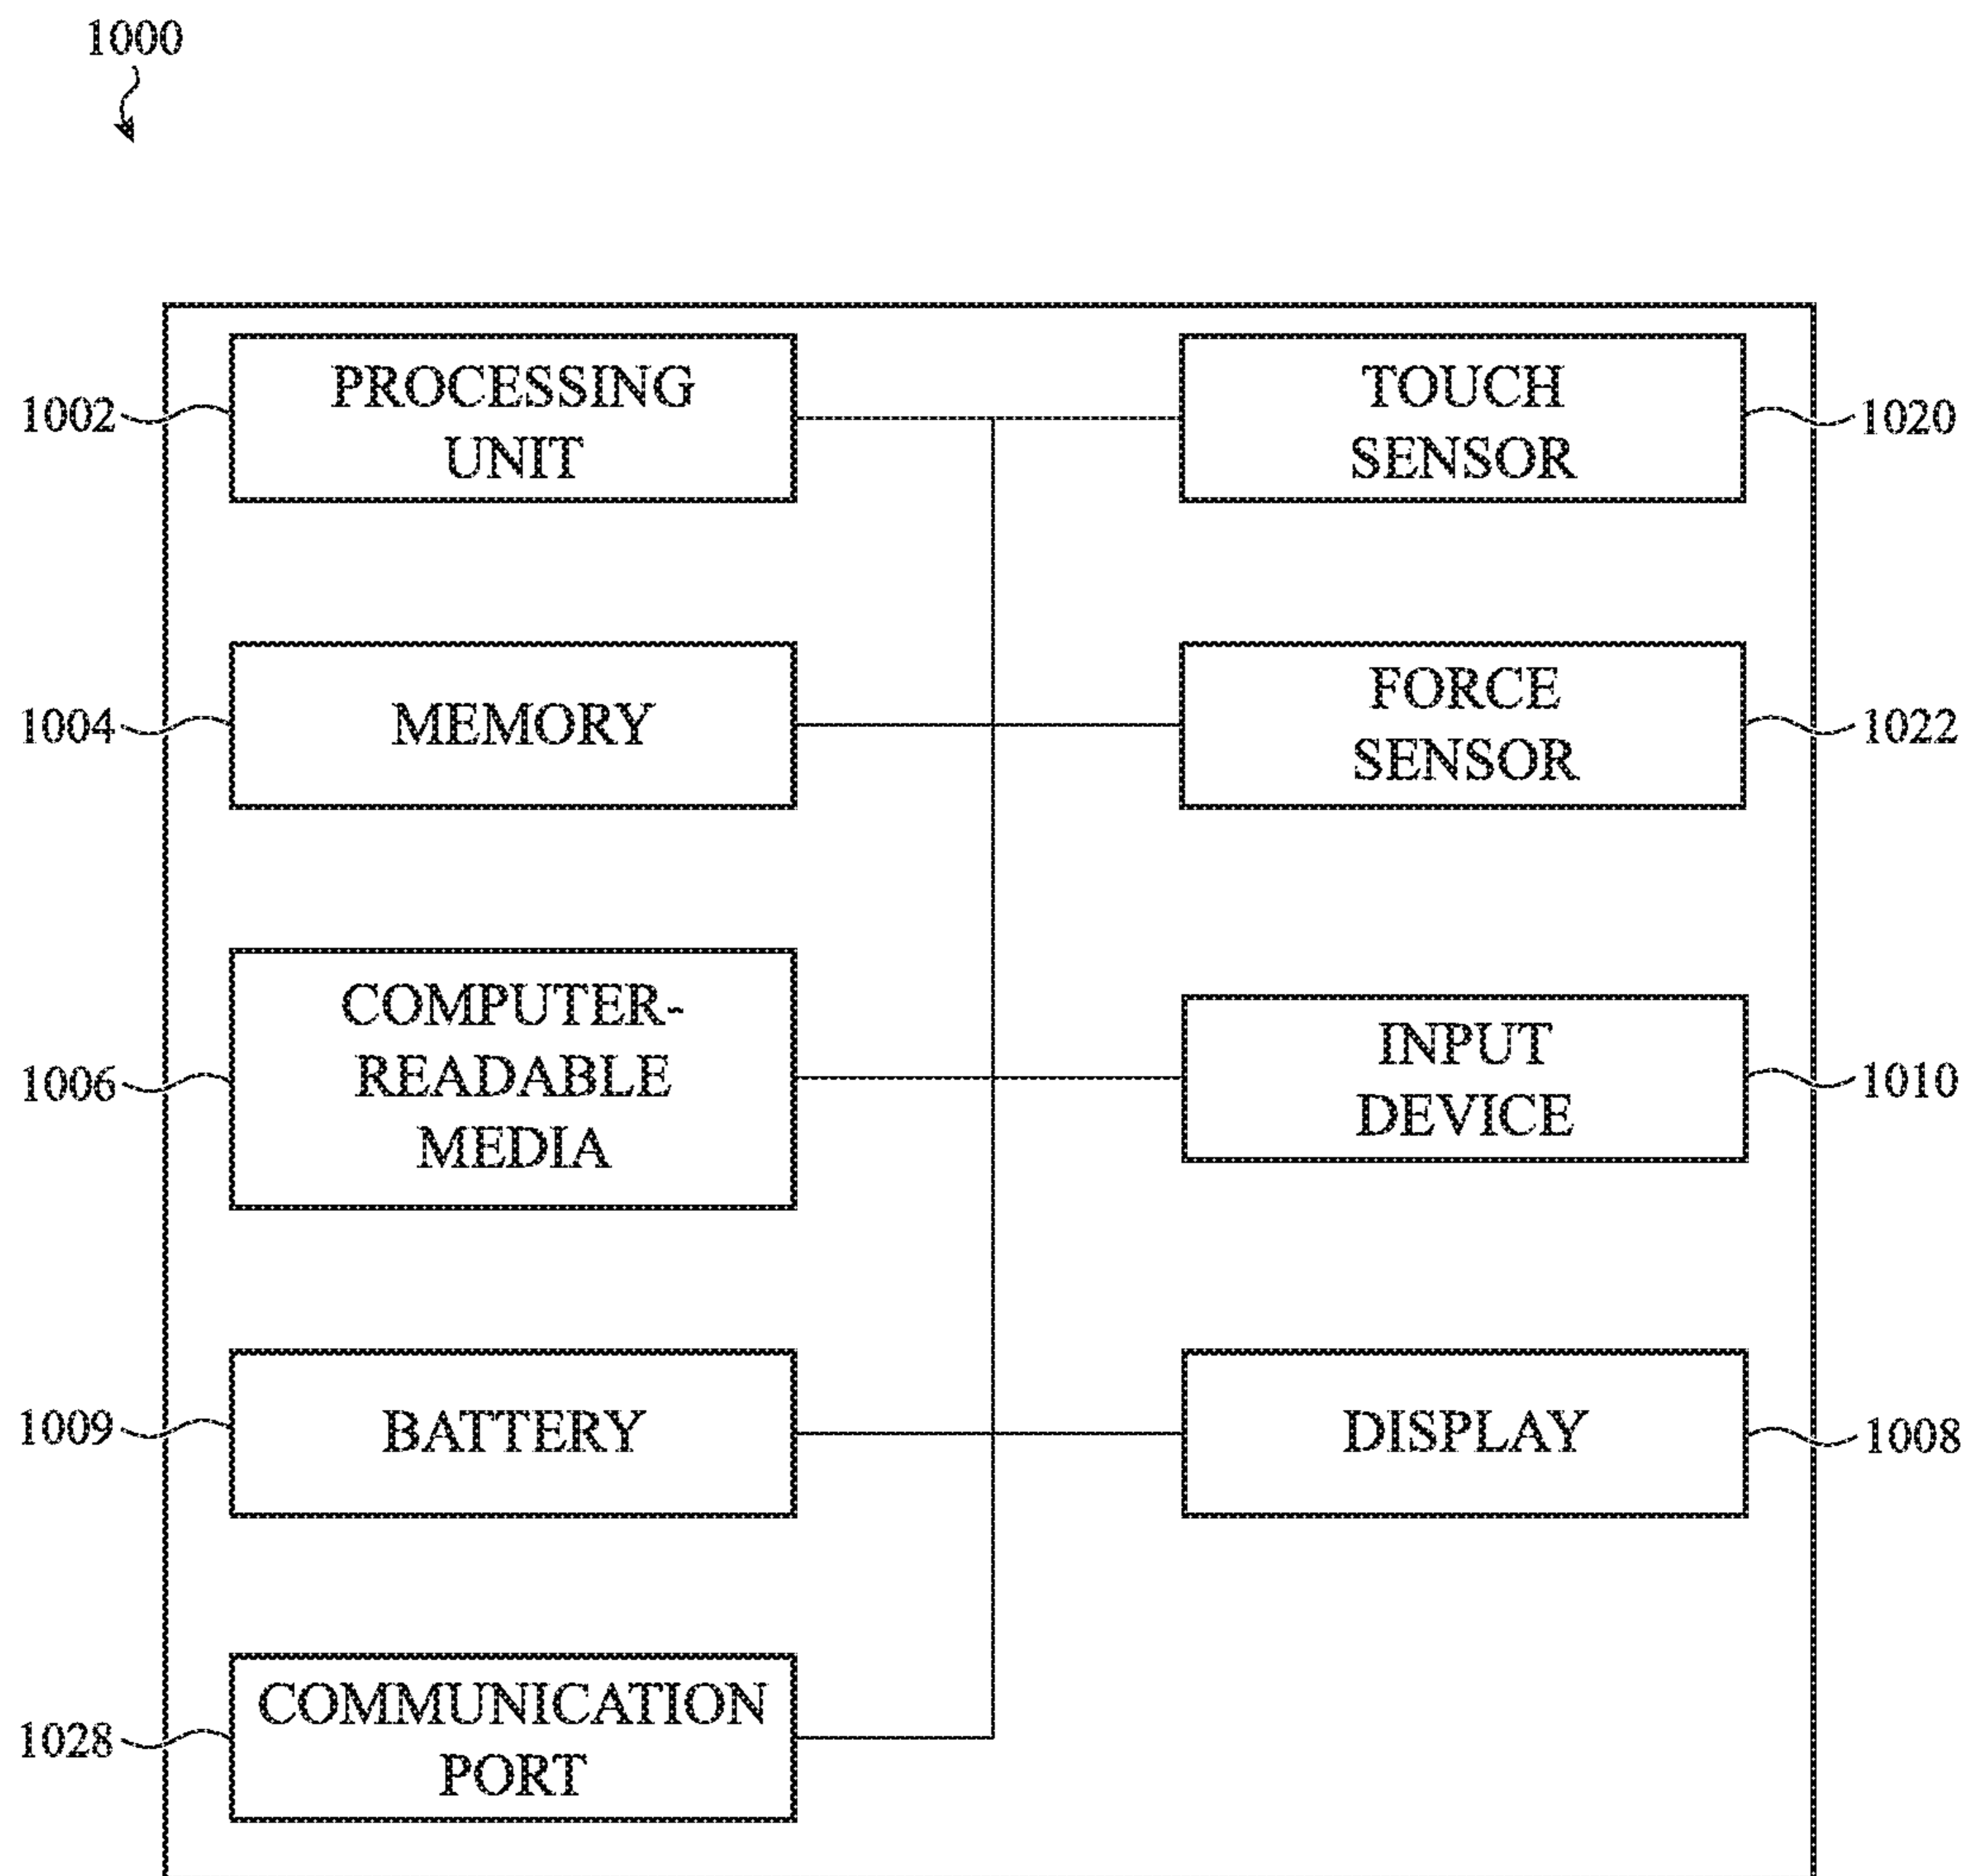 1000
1002
PROCESSING
UNIT
TOUCH
SENSOR
1020
1004
MEMORY
FORCE
SENSOR
1022
1006
COMPUTER-
READABLE
MEDIA
INPUT
DEVICE
1010
1009
BATTERY
DISPLAY
1008
1028
COMMUNICATION
PORT